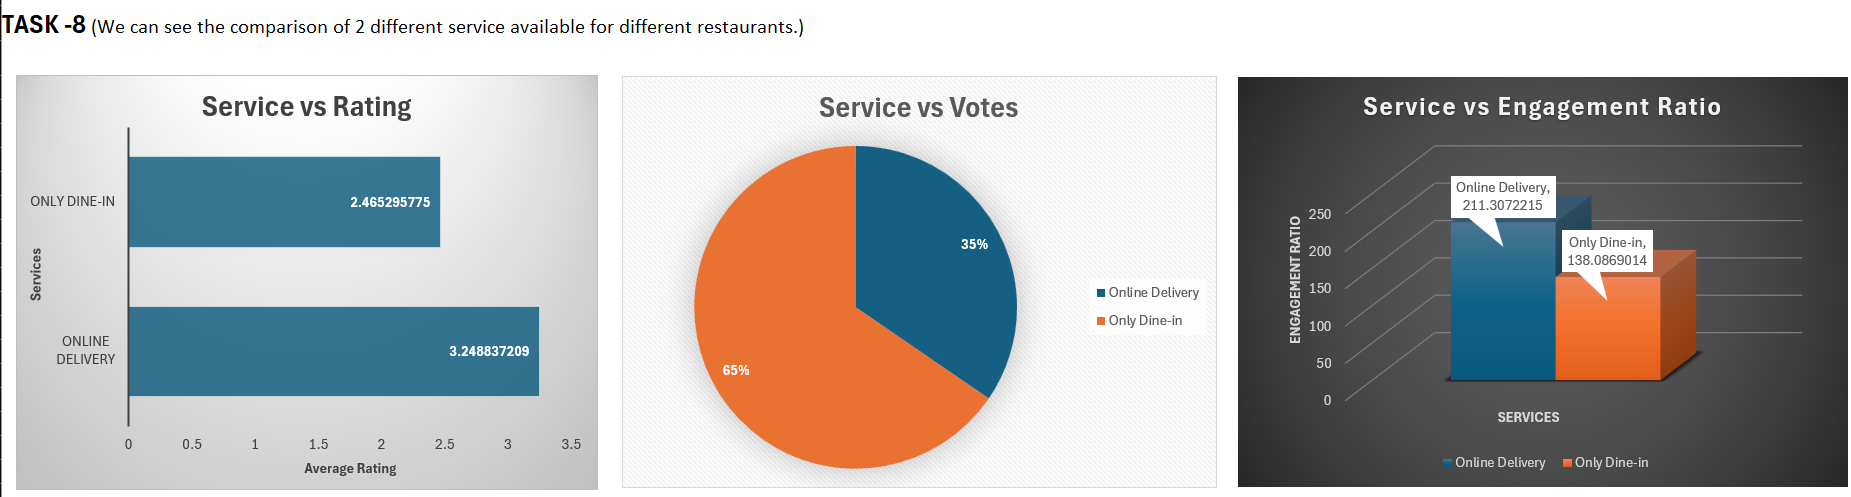 TASK -8 (We can see the comparison of 2 different service available for different restaurants.)
Service vs Rating
ONLY DINE-IN
2.465295775
Services
ONLINE
DELIVERY
3.248837209
0 0.5 1 1.5 2 2.5 3 3.5
Average Rating
Service vs Votes
35%
65%
Online Delivery
Only Dine-in
Service vs Engagement Ratio
Online Delivery,
211.3072215
Only Dine-in,
138.0869014
ENGAGEMENT RATIO
250
200
150
100
50
0
SERVICES
Online Delivery Only Dine-in